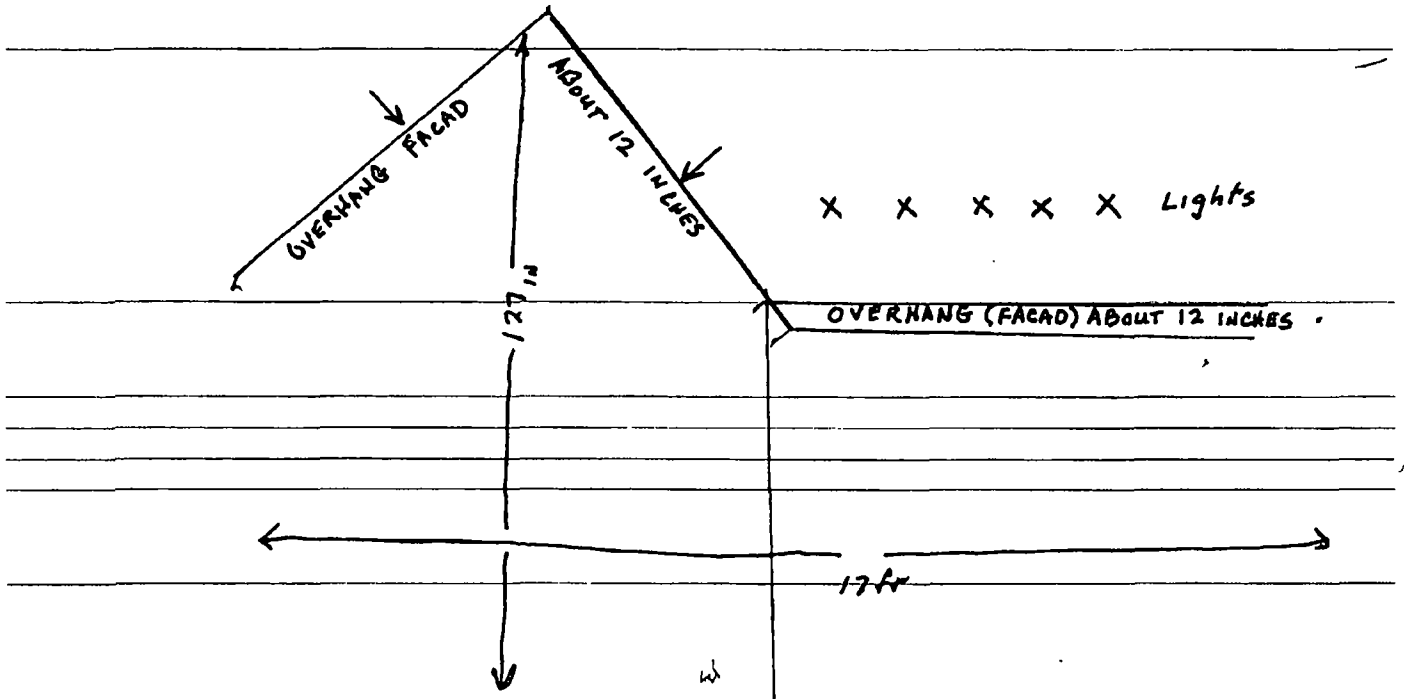 OVERHANG FACAD
ABOUT 12 INCHES
X X X X X Lights
127 IN
OVERHANG (FACAD) ABOUT 12 INCHES .
17 ft